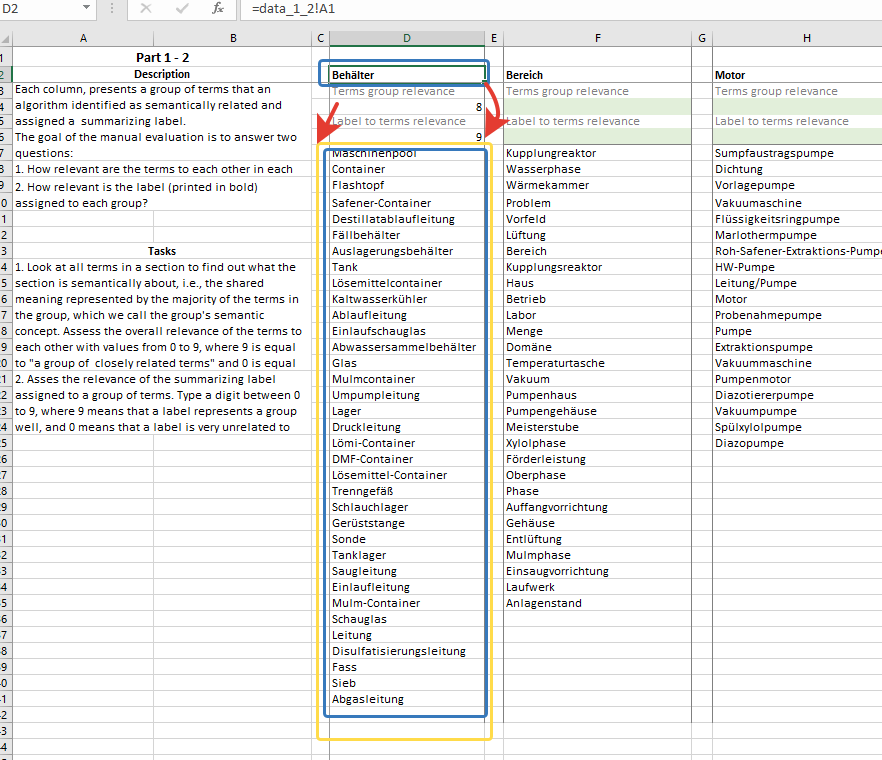 D2 fx =data_1_2!A1
A B C D E F G H
Part 1 - 2
Description
Each column, presents a group of terms that an
algorithm identified as semantically related and
assigned a summarizing label.
The goal of the manual evaluation is to answer two
questions:
1. How relevant are the terms to each other in each
2. How relevant is the label (printed in bold)
assigned to each group?
Tasks
1. Look at all terms in a section to find out what the
section is semantically about, i.e., the shared
meaning represented by the majority of the terms in
the group, which we call the group's semantic
concept. Assess the overall relevance of the terms to
each other with values from 0 to 9, where 9 is equal
to "a group of closely related terms" and 0 is equal
2. Asses the relevance of the summarizing label
assigned to a group of terms. Type a digit between 0
to 9, where 9 means that a label represents a group
well, and 0 means that a label is very unrelated to
Behälter
Terms group relevance
8
Label to terms relevance
9
Maschinenpool
Container
Flashtopf
Safener-Container
Destillatablaufleitung
Fällbehälter
Auslagerungsbehälter
Tank
Lösemittelcontainer
Kaltwasserkühler
Ablaufleitung
Einlaufschauglas
Abwassersammelbehälter
Glas
Mulmcontainer
Umpumpleitung
Lager
Druckleitung
Lömi-Container
DMF-Container
Lösemittel-Container
Trenngefäß
Schlauchlager
Gerüststange
Sonde
Tanklager
Saugleitung
Einlaufleitung
Mulm-Container
Schauglas
Leitung
Disulfatisierungsleitung
Fass
Sieb
Abgasleitung
Bereich
Terms group relevance
Label to terms relevance
Kupplungreaktor
Wasserphase
Wärmekammer
Problem
Vorfeld
Lüftung
Bereich
Kupplungsreaktor
Haus
Betrieb
Labor
Menge
Domäne
Temperaturtasche
Vakuum
Pumpenhaus
Pumpengehäuse
Meisterstube
Xylolphase
Förderleistung
Oberphase
Phase
Auffangvorrichtung
Gehäuse
Entlüftung
Mulmphase
Einsaugvorrichtung
Laufwerk
Anlagenstand
Motor
Terms group relevance
Label to terms relevance
Sumpfaustragspumpe
Dichtung
Vorlagepumpe
Vakuumaschine
Flüssigkeitsringpumpe
Marlothermpumpe
Roh-Safener-Extraktions-Pumpe
HW-Pumpe
Leitung/Pumpe
Motor
Probenahmepumpe
Pumpe
Extraktionspumpe
Vakuummaschine
Pumpenmotor
Diazotiererpumpe
Vakuumpumpe
Spülxylolpumpe
Diazopumpe